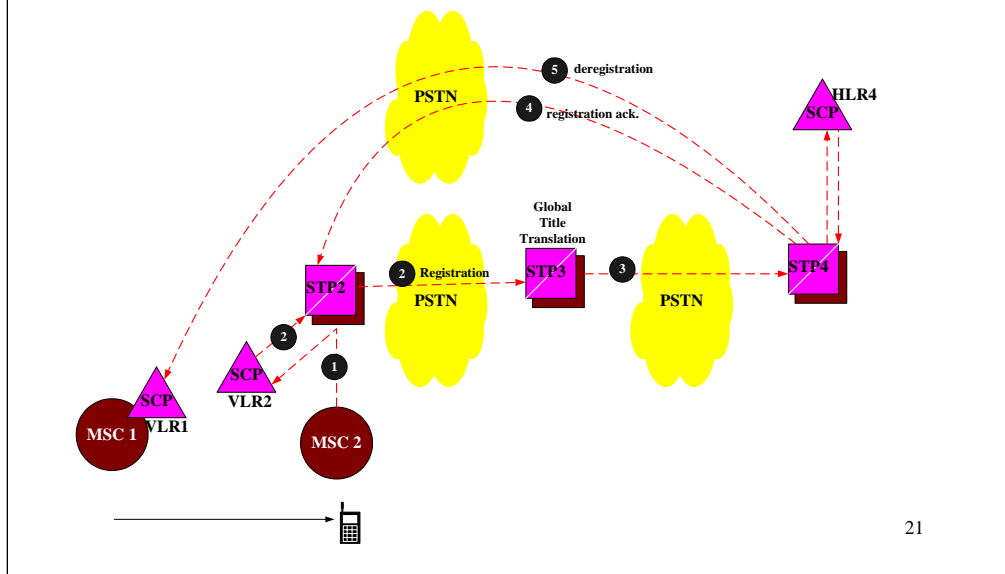 5 deregistration
PSTN
4 registration ack.
HLR4
SCP
Global
Title
Translation
STP2
2 Registration
PSTN
STP3
3
PSTN
STP4
2
1
SCP
VLR2
SCP
VLR1
MSC 1
MSC 2
21